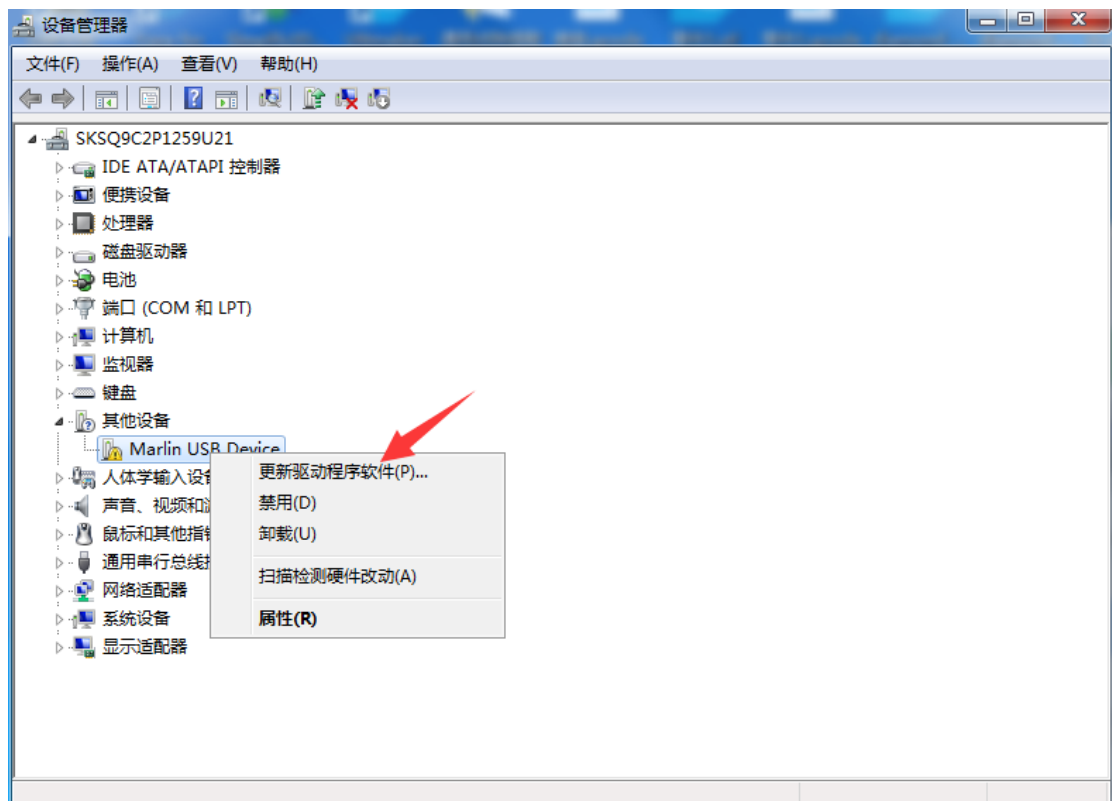 设备管理器
文件(F) 操作(A) 查看(V) 帮助(H)
SKSQ9C2P1259U21
IDE ATA/ATAPI 控制器
便携设备
处理器
磁盘驱动器
电池
端口 (COM 和 LPT)
计算机
监视器
键盘
其他设备
Marlin USB Device
更新驱动程序软件(P)...
人体学输入设
禁用(D)
声音、视频和
鼠标和其他指
卸载(U)
通用串行总线
扫描检测硬件改动(A)
网络适配器
系统设备
属性(R)
显示适配器